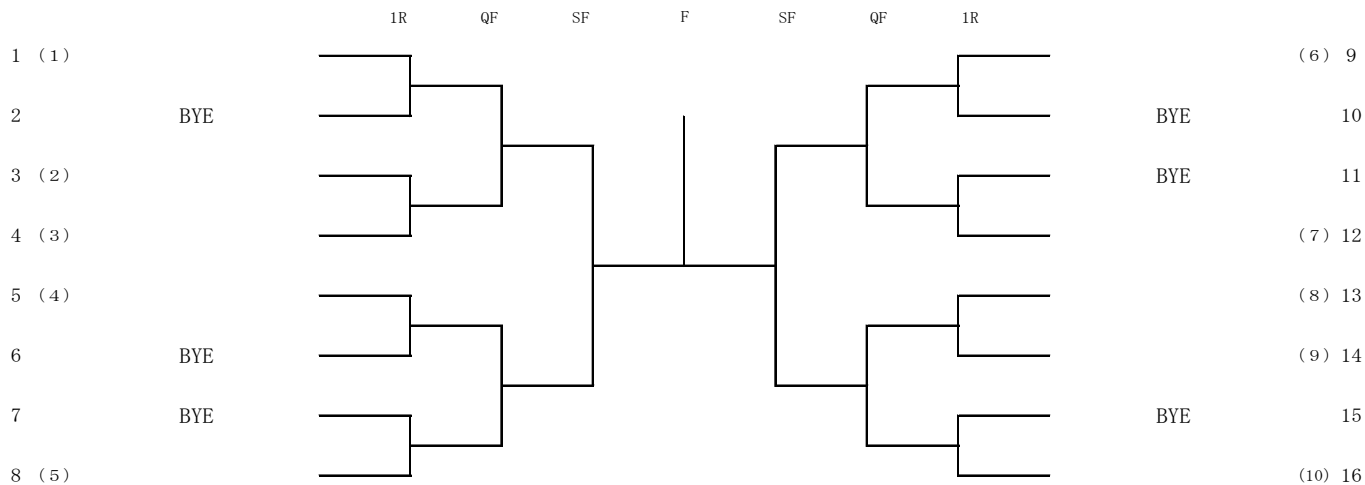 1R QF SF F SF QF 1R
1 （1） （6） 9
2 BYE BYE 10
3 （2） BYE 11
4 （3） （7） 12
5 （4） （8） 13
6 BYE （9） 14
7 BYE BYE 15
8 （5） (10) 16